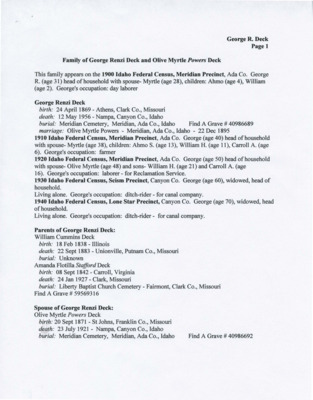 George R. Deck
Page 1
Family of George Renzi Deck and Olive Myrtle Powers Deck
This family appears on the 1900 Idaho Federal Census, Meridian Precinct, Ada Co. George
R. (age 31) head of household with spouse- Myrtle (age 28), children: Ahmo (age 4), William
(age 2). George's occupation: day laborer
George Renzi Deck
birth: 24 April 1869 - Athens, Clark Co., Missouri
death: 12 May 1956 - Nampa, Canyon Co., Idaho
burial: Meridian Cemetery, Meridian, Ada Co., Idaho Find A Grave # 40986689
marriage: Olive Myrtle Powers - Meridian, Ada Co., Idaho - 22 Dec 1895
1910 Idaho Federal Census, Meridian Precinct, Ada Co. George (age 40) head of household
with spouse- Myrtle (age 38), children: Ahmo S. (age 13), William H. (age 11), Carroll A. (age
6). George's occupation: farmer
1920 Idaho Federal Census, Meridian Precinct, Ada Co. George (age 50) head of household
with spouse- Olive Myrtle (age 48) and sons- William H. (age 21) and Carroll A. (age
16). George's occupation: laborer - for Reclamation Service.
1930 Idaho Federal Census, Scism Precinct, Canyon Co. George (age 60), widowed, head of
household.
Living alone. George's occupation: ditch-rider - for canal company.
1940 Idaho Federal Census, Lone Star Precinct, Canyon Co. George (age 70), widowed, head
of household.
Living alone. George's occupation: ditch-rider - for canal company.
Parents of George Renzi Deck:
William Cummins Deck
birth: 18 Feb 1838 - Illinois
death: 22 Sept 1883 - Unionville, Putnam Co., Missouri
burial: Unknown
Amanda Flotilla Stafford Deck
birth: 08 Sept 1842 - Carroll, Virginia
death: 24 Jan 1927 - Clark, Missouri
burial: Liberty Baptist Church Cemetery - Fairmont, Clark Co., Missouri
Find A Grave # 59569316
Spouse of George Renzi Deck:
Olive Myrtle Powers Deck
birth: 20 Sept 1871 - St Johns, Franklin Co., Missouri
death: 23 July 1921 - Nampa, Canyon Co., Idaho
burial: Meridian Cemetery, Meridian, Ada Co., Idaho Find A Grave # 40986692